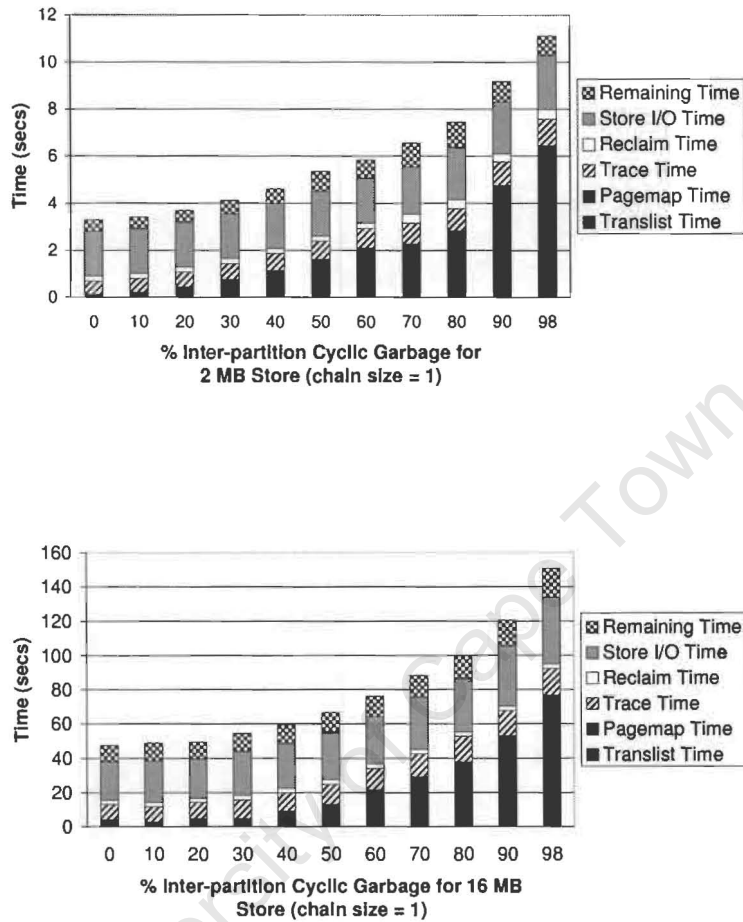 12
10
8
6
4
2
0
Time (secs)
0 10 20 30 40 50 60 70 80 90 98
% Inter-partition Cyclic Garbage for
2 MB Store (chain size = 1)
Remaining Time
Store I/O Time
Reclaim Time
Trace Time
Pagemap Time
Translist Time
160
140
120
100
80
60
40
20
0
Time (secs)
0 10 20 30 40 50 60 70 80 90 98
% Inter-partition Cyclic Garbage for 16 MB
Store (chain size = 1)
Remaining Time
Store I/O Time
Reclaim Time
Trace Time
Pagemap Time
Translist Time
ersity of Cape Town